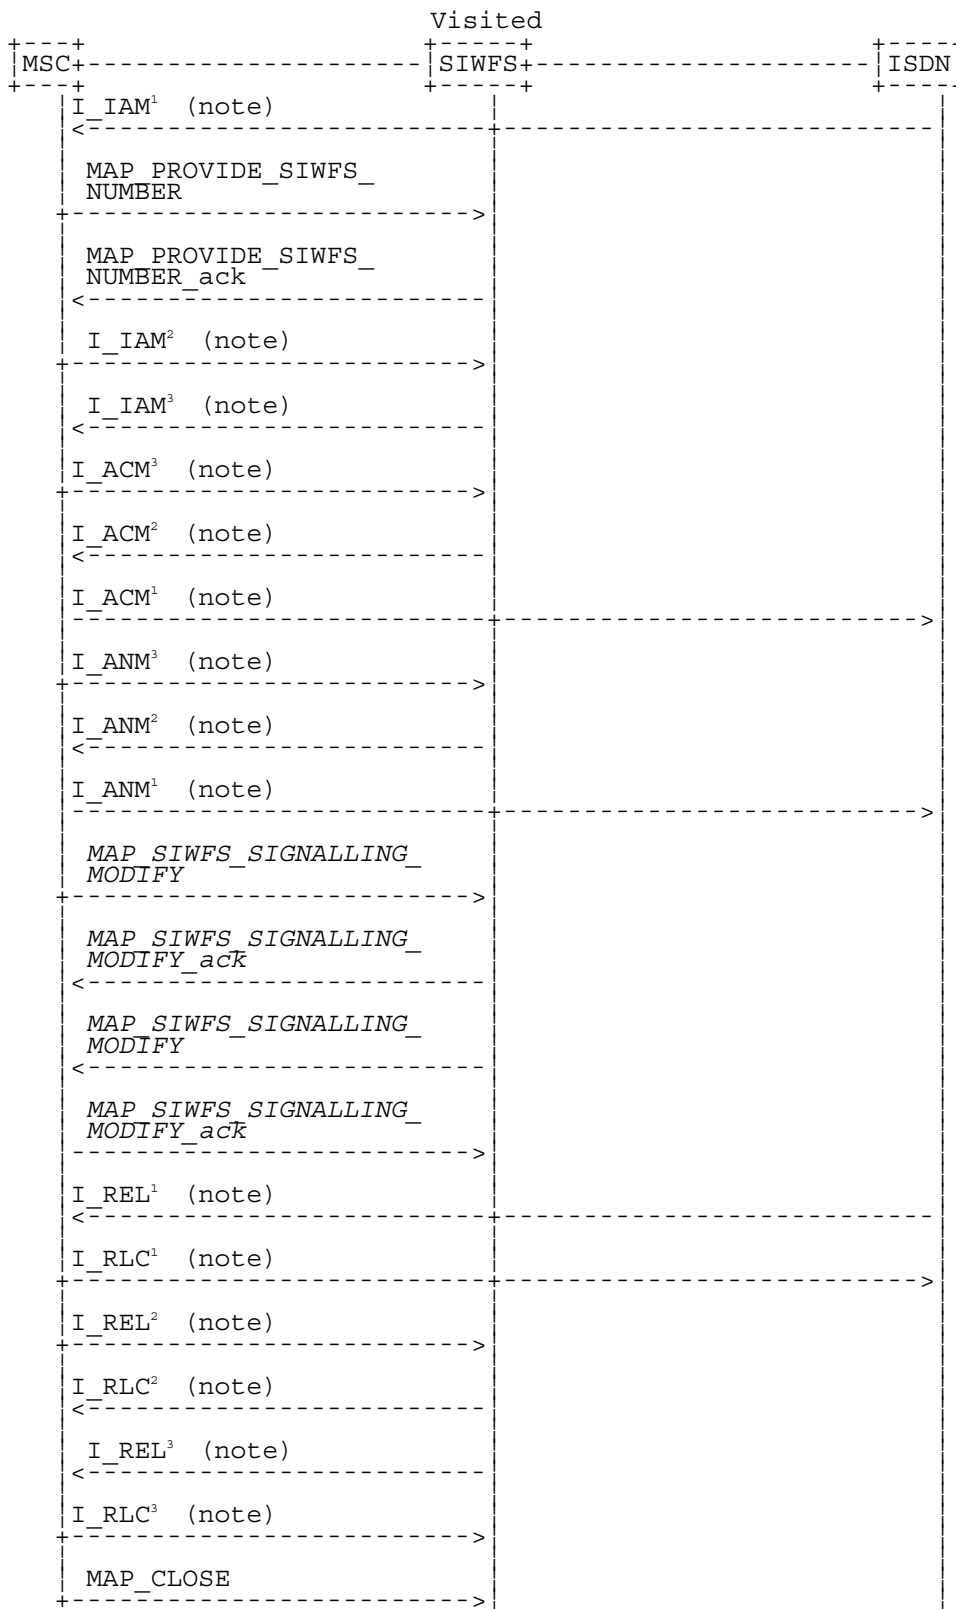 Visited
MSC SIWFS ISDN
I_IAM¹ (note)
MAP_PROVIDE_SIWFS_
NUMBER
MAP_PROVIDE_SIWFS_
NUMBER_ack
I_IAM² (note)
I_IAM³ (note)
I_ACM³ (note)
I_ACM² (note)
I_ACM¹ (note)
I_ANM³ (note)
I_ANM² (note)
I_ANM¹ (note)
MAP_SIWFS_SIGNALLING_
MODIFY
MAP_SIWFS_SIGNALLING_
MODIFY_ack
MAP_SIWFS_SIGNALLING_
MODIFY
MAP_SIWFS_SIGNALLING_
MODIFY_ack
I_REL¹ (note)
I_RLC¹ (note)
I_REL² (note)
I_RLC² (note)
I_REL³ (note)
I_RLC³ (note)
MAP_CLOSE